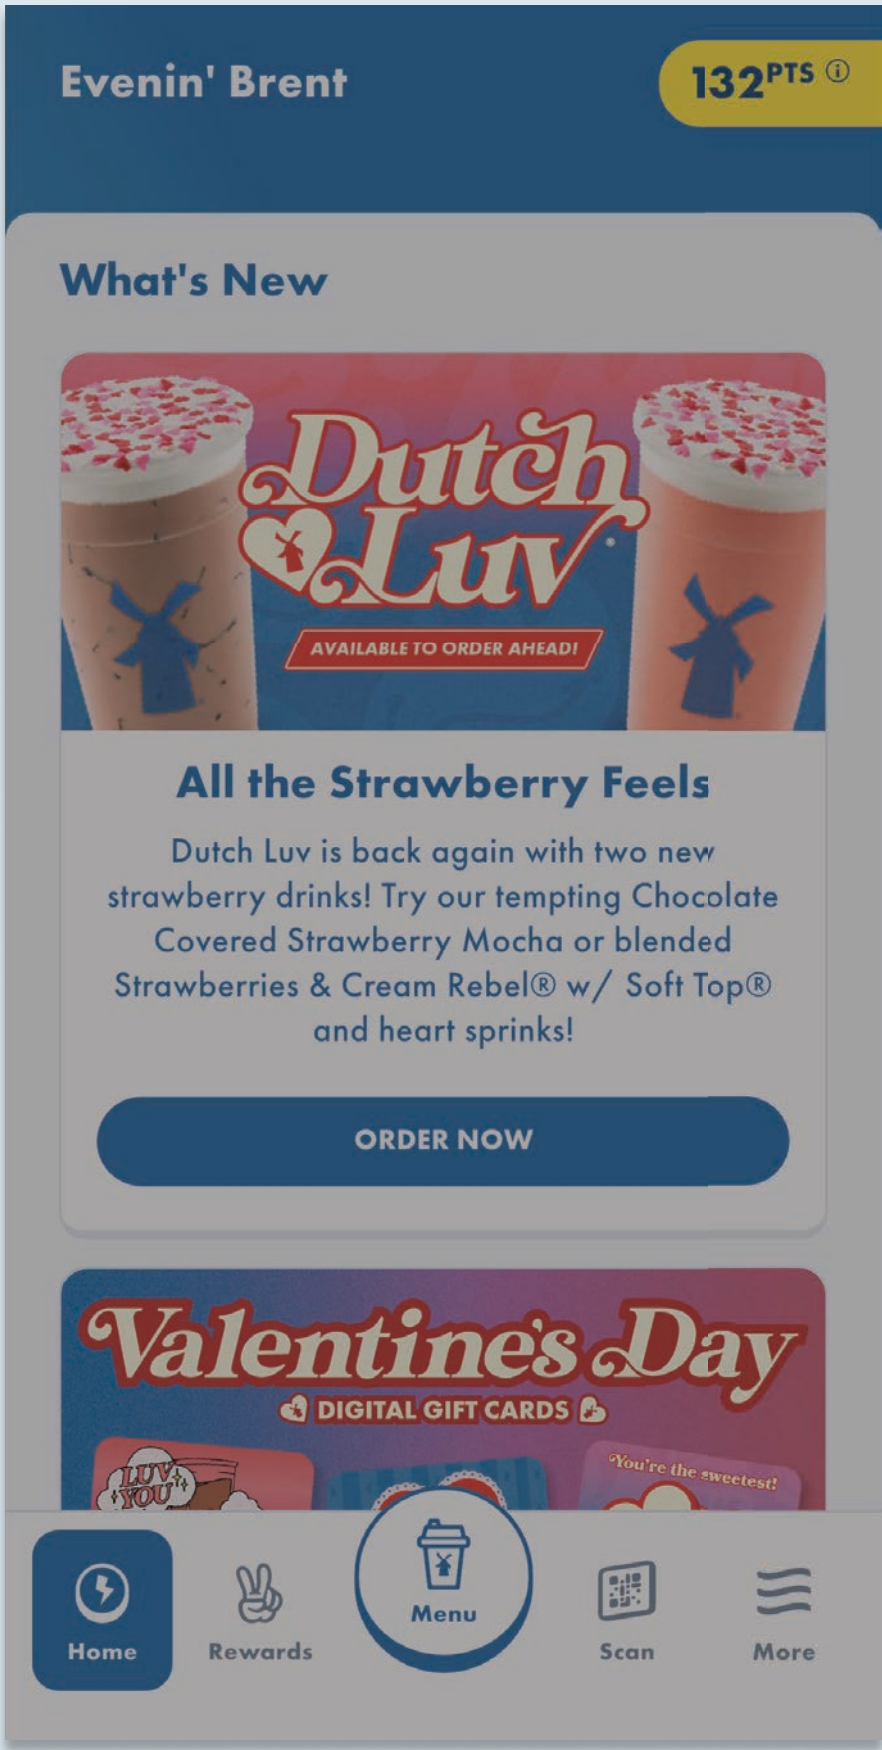 Evenin' Brent
132PTS ⓘ
What's New
Dutch
Luv®
AVAILABLE TO ORDER AHEAD!
All the Strawberry Feels
Dutch Luv is back again with two new
strawberry drinks! Try our tempting Chocolate
Covered Strawberry Mocha or blended
Strawberries & Cream Rebel® w/ Soft Top®
and heart sprinks!
ORDER NOW
Valentine's Day
DIGITAL GIFT CARDS
LUV
YOU
You're the sweetest!
Home
Rewards
Menu
Scan
More